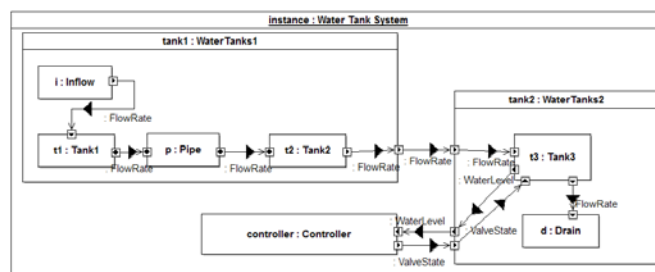 instance : Water Tank System
tank1 : WaterTanks1
i : Inflow
: FlowRate
t1 : Tank1
: FlowRate
p : Pipe
: FlowRate
t2 : Tank2
: FlowRate
: FlowRate
tank2 : WaterTanks2
: FlowRate
t3 : Tank3
: WaterLevel
FlowRate
d : Drain
controller : Controller
: WaterLevel
: ValveState
: ValveState